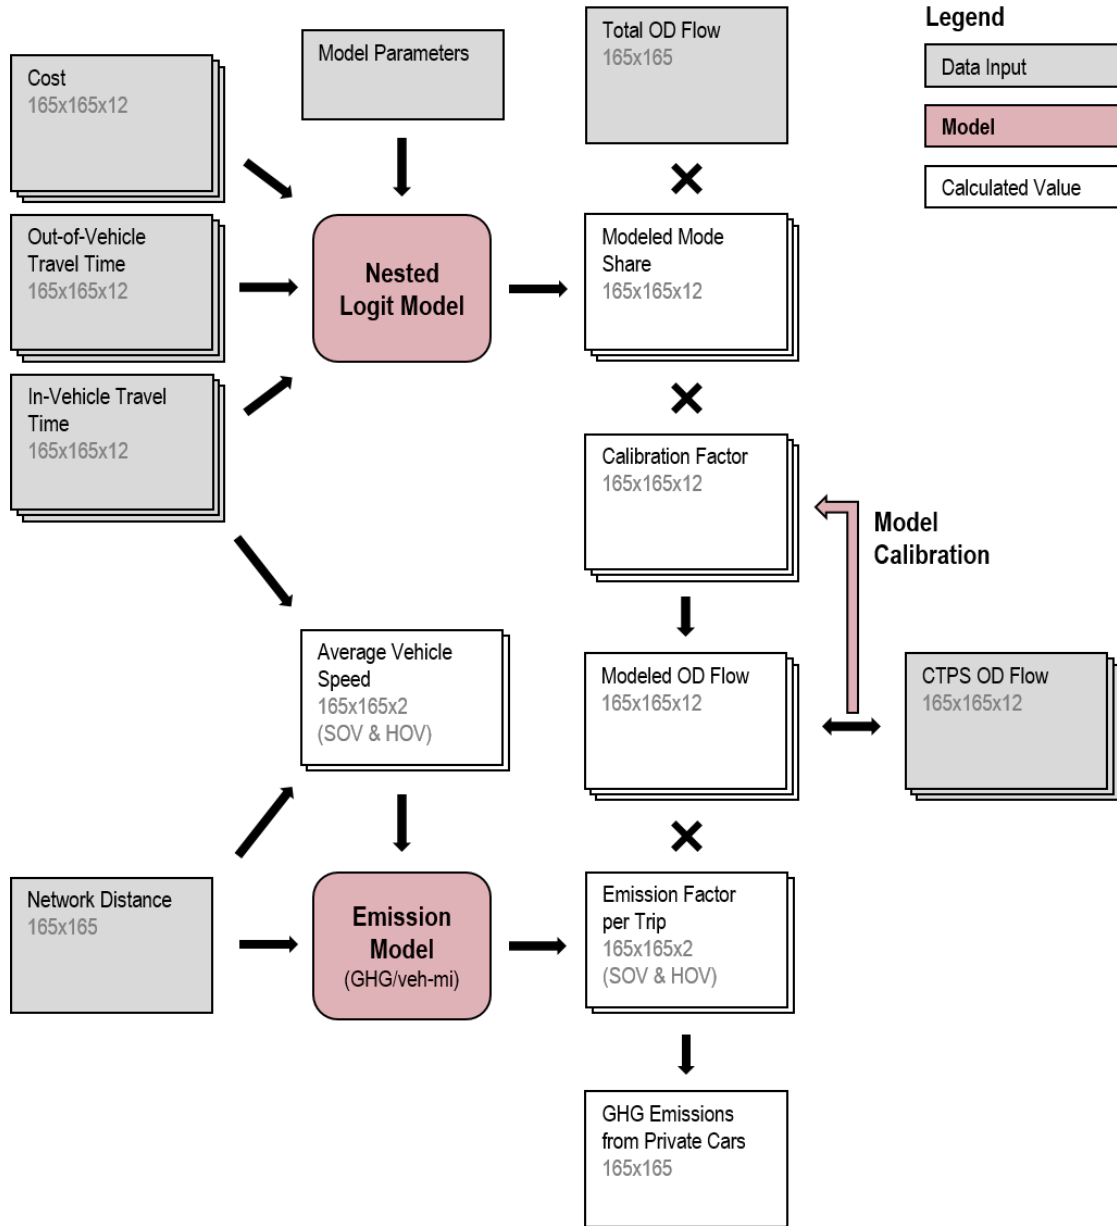 Legend
Data Input
Model
Calculated Value
Cost
165x165x12
Model Parameters
Total OD Flow
165x165
Out-of-Vehicle
Travel Time
165x165x12
Nested
Logit Model
Modeled Mode
Share
165x165x12
In-Vehicle Travel
Time
165x165x12
Calibration Factor
165x165x12
Model
Calibration
Average Vehicle
Speed
165x165x2
(SOV & HOV)
Modeled OD Flow
165x165x12
CTPS OD Flow
165x165x12
Network Distance
165x165
Emission
Model
(GHG/veh-mi)
Emission Factor
per Trip
165x165x2
(SOV & HOV)
GHG Emissions
from Private Cars
165x165